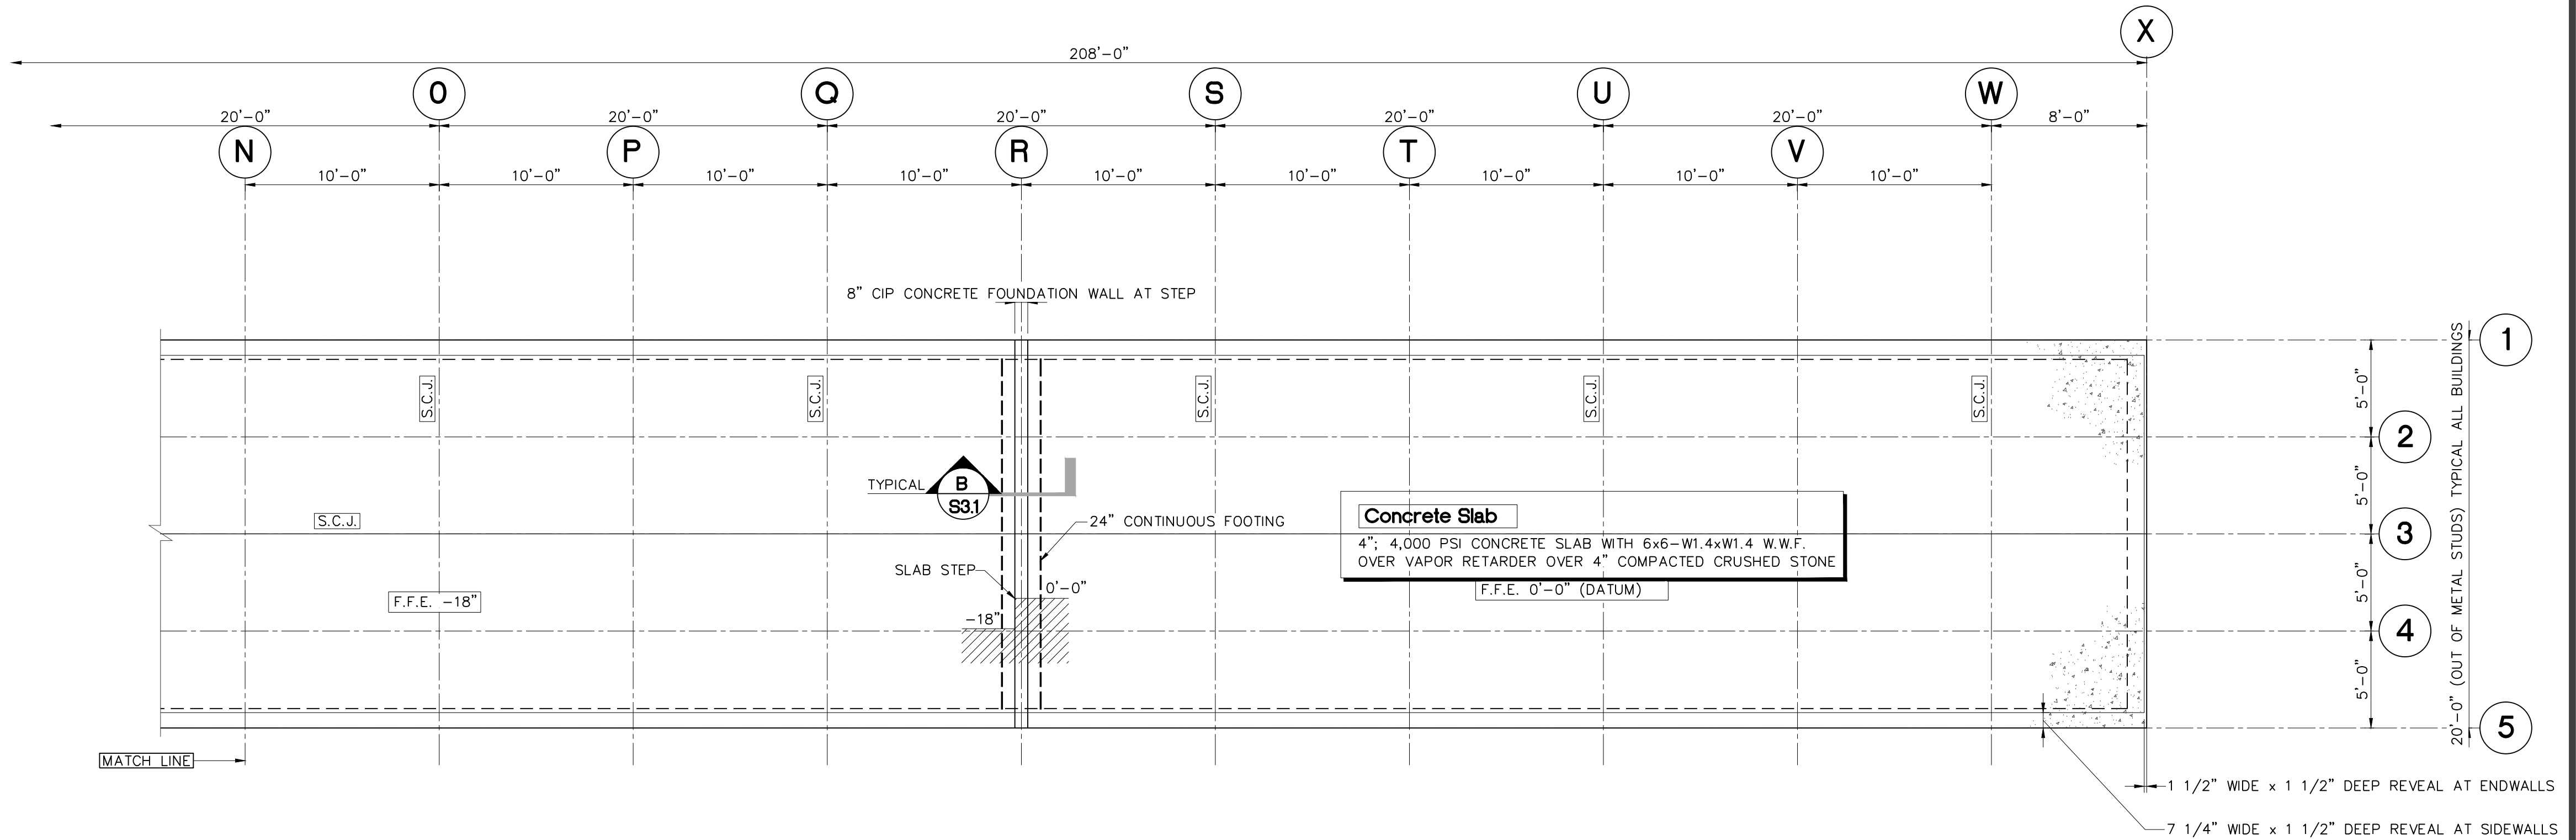 X
208'-0"
O
Q
S
U
W
20'-0"
20'-0"
20'-0"
20'-0"
20'-0"
8'-0"
N
P
R
T
V
10'-0"
10'-0"
10'-0"
10'-0"
10'-0"
10'-0"
10'-0"
10'-0"
10'-0"
8" CIP CONCRETE FOUNDATION WALL AT STEP
1
S.C.J.
S.C.J.
S.C.J.
S.C.J.
S.C.J.
5'-0"
2
TYPICAL
B
S3.1
5'-0"
S.C.J.
24" CONTINUOUS FOOTING
Concrete Slab
4"; 4,000 PSI CONCRETE SLAB WITH 6x6-W1.4xW1.4 W.W.F.
OVER VAPOR RETARDER OVER 4" COMPACTED CRUSHED STONE
3
SLAB STEP
0'-0"
F.F.E. 0'-0" (DATUM)
5'-0"
F.F.E. -18"
-18"
4
5'-0"
20'-0" (OUT OF METAL STUDS) TYPICAL ALL BUILDINGS
5
MATCH LINE
1 1/2" WIDE x 1 1/2" DEEP REVEAL AT ENDWALLS
7 1/4" WIDE x 1 1/2" DEEP REVEAL AT SIDEWALLS